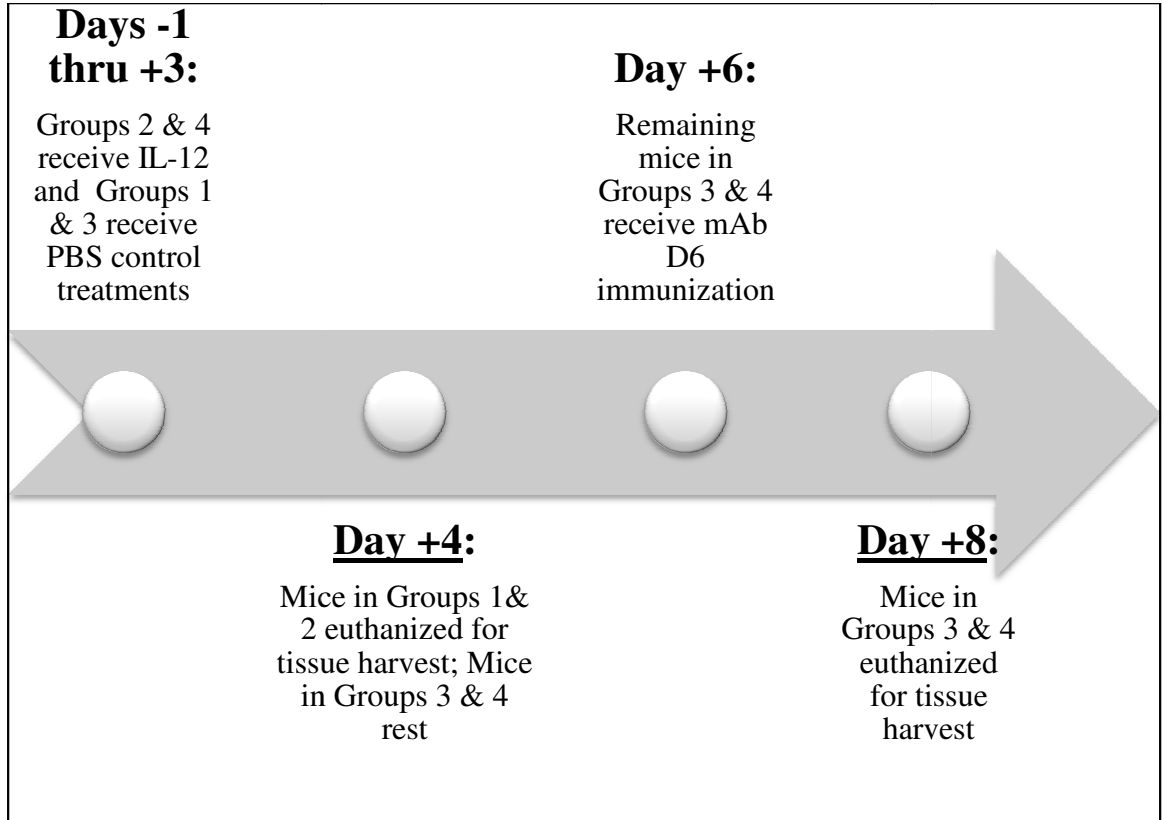 Days -1
thru +3:
Groups 2 & 4
receive IL-12
and Groups 1
& 3 receive
PBS control
treatments
Day +4:
Mice in Groups 1&
2 euthanized for
tissue harvest; Mice
in Groups 3 & 4
rest
Day +6:
Remaining
mice in
Groups 3 & 4
receive mAb
D6
immunization
Day +8:
Mice in
Groups 3 & 4
euthanized
for tissue
harvest